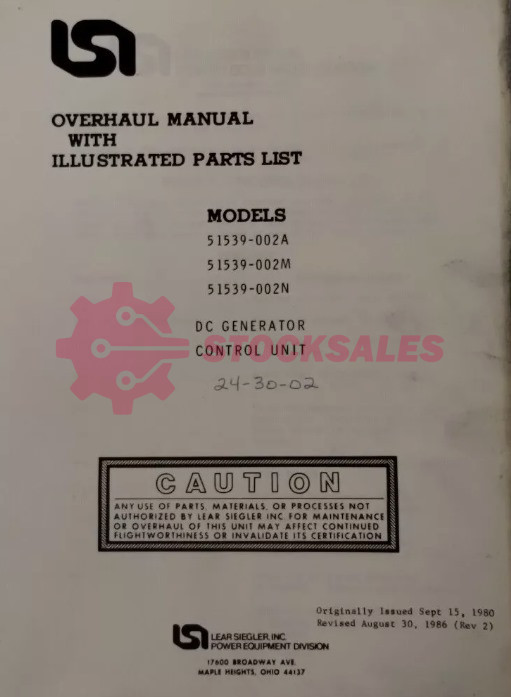 LSI
OVERHAUL MANUAL
WITH
ILLUSTRATED PARTS LIST
MODELS
51539-002A
51539-002M
51539-002N
DC GENERATOR
CONTROL UNIT
STOCKSALES
24-30-02
CAUTION
ANY USE OF PARTS, MATERIALS, OR PROCESSES NOT
AUTHORIZED BY LEAR SIEGLER INC FOR MAINTENANCE
OR OVERHAUL OF THIS UNIT MAY AFFECT CONTINUED
FLIGHTWORTHINESS OR INVALIDATE ITS CERTIFICATION
Originally Issued Sept 15, 1980
Revised August 30, 1986 (Rev 2)
LSI
LEAR SIEGLER, INC.
POWER EQUIPMENT DIVISION
17600 BROADWAY AVE.
MAPLE HEIGHTS, OHIO 44137